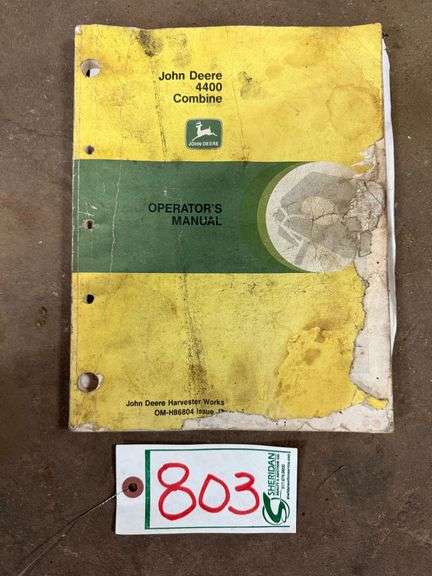 John Deere
4400
Combine
JOHN DEERE
OPERATOR'S
MANUAL
John Deere Harvester Works
OM-H86804 Issue
803
SHERIDAN